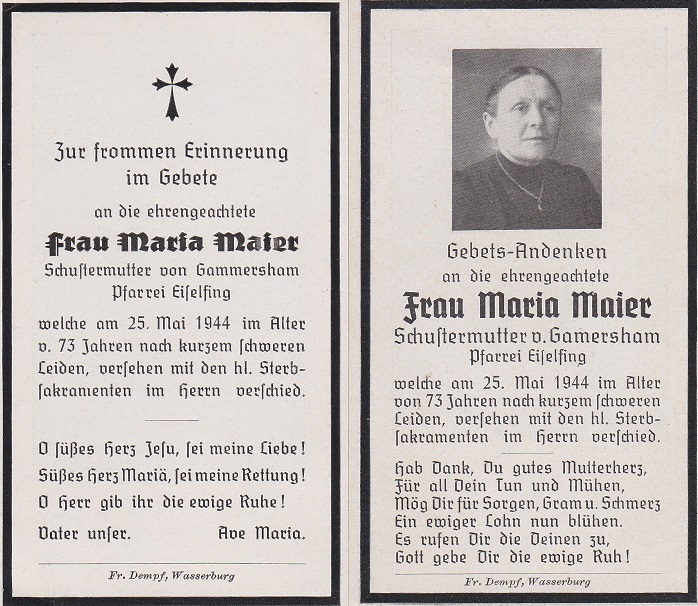 Zur frommen Erinnerung
im Gebete
an die ehrengeachtete
Frau Maria Maier
Schuſtermutter von Gammersham
Pfarrei Eiſelfing
welche am 25. Mai 1944 im Alter
v. 73 Jahren nach kurzem ſchweren
Leiden, verſehen mit den hl. Sterb-
ſakramenten im Herrn verſchied.
O ſüßes Herz Jeſu, ſei meine Liebe!
Süßes Herz Mariä, ſei meine Rettung!
O Herr gib ihr die ewige Ruhe!
Vater unſer. Ave Maria.
Fr. Dempf, Wasserburg
Gebets-Andenken
an die ehrengeachtete
Frau Maria Maier
Schuſtermutter v. Gamersham
Pfarrei Eiſelfing
welche am 25. Mai 1944 im Alter
von 73 Jahren nach kurzem ſchweren
Leiden, verſehen mit den hl. Sterb-
ſakramenten im Herrn verſchied.
Hab Dank, Du gutes Mutterherz,
Für all Dein Tun und Mühen,
Mög Dir für Sorgen, Gram u. Schmerz
Ein ewiger Lohn nun blühen.
Es rufen Dir die Deinen zu,
Gott gebe Dir die ewige Ruh!
Fr. Dempf, Wasserburg